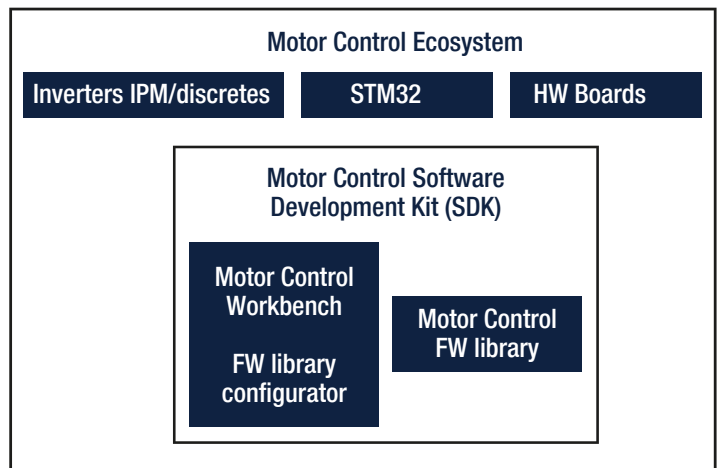 Motor Control Ecosystem
Inverters IPM/discretes
STM32
HW Boards
Motor Control Software
Development Kit (SDK)
Motor Control
Workbench
FW library
configurator
Motor Control
FW library